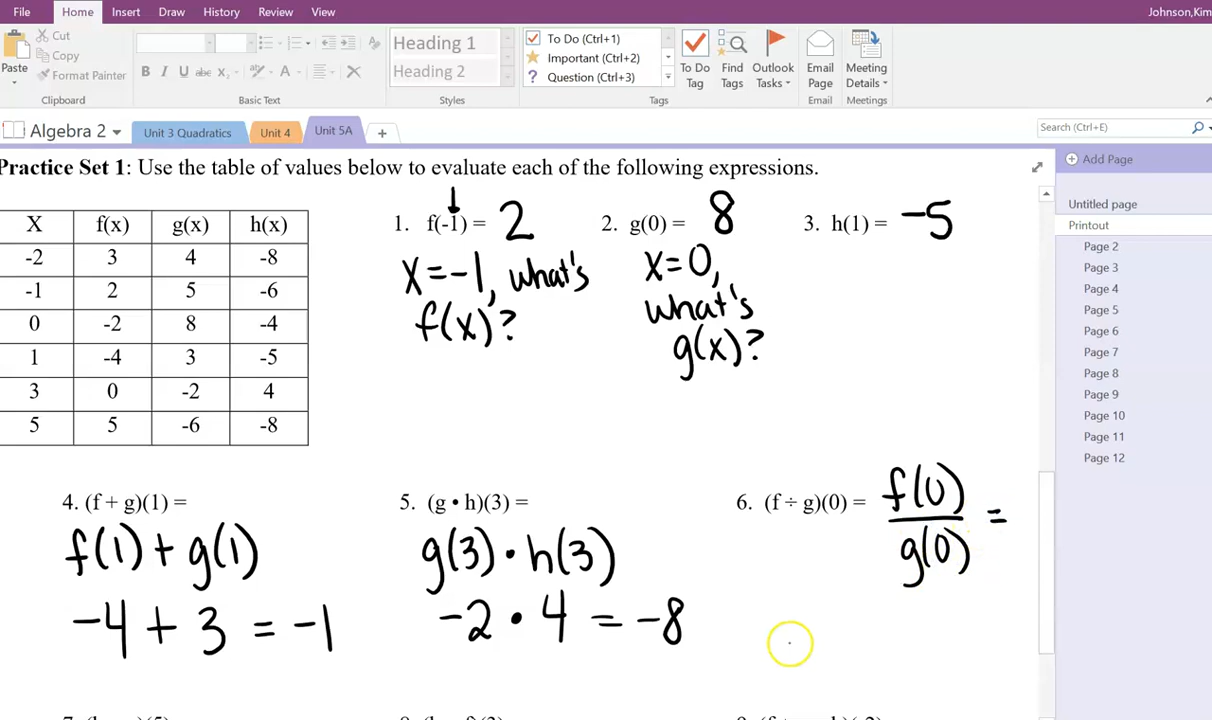 File Home Insert Draw History Review View Johnson,Kim
Cut
Copy
Format Painter
Paste
Clipboard
B I U abc x A
Basic Text
Heading 1
Heading 2
Styles
To Do (Ctrl+1)
Important (Ctrl+2)
Question (Ctrl+3)
To Do Tag
Find Tags
Tags
Outlook Tasks
Email Page
Email
Meeting Details
Meetings
Algebra 2 Unit 3 Quadratics Unit 4 Unit 5A +
Search (Ctrl+E)
Add Page
Untitled page
Printout
Page 2
Page 3
Page 4
Page 5
Page 6
Page 7
Page 8
Page 9
Page 10
Page 11
Page 12
Practice Set 1: Use the table of values below to evaluate each of the following expressions.
X f(x) g(x) h(x)
-2 3 4 -8
-1 2 5 -6
0 -2 8 -4
1 -4 3 -5
3 0 -2 4
5 5 -6 -8
1. f(-1) = 2
x=-1, what's
f(x)?
2. g(0) = 8
x=0,
what's
g(x)?
3. h(1) = -5
4. (f + g)(1) =
f(1) + g(1)
-4 + 3 = -1
5. (g • h)(3) =
g(3) • h(3)
-2 • 4 = -8
6. (f ÷ g)(0) = f(0)
g(0) =